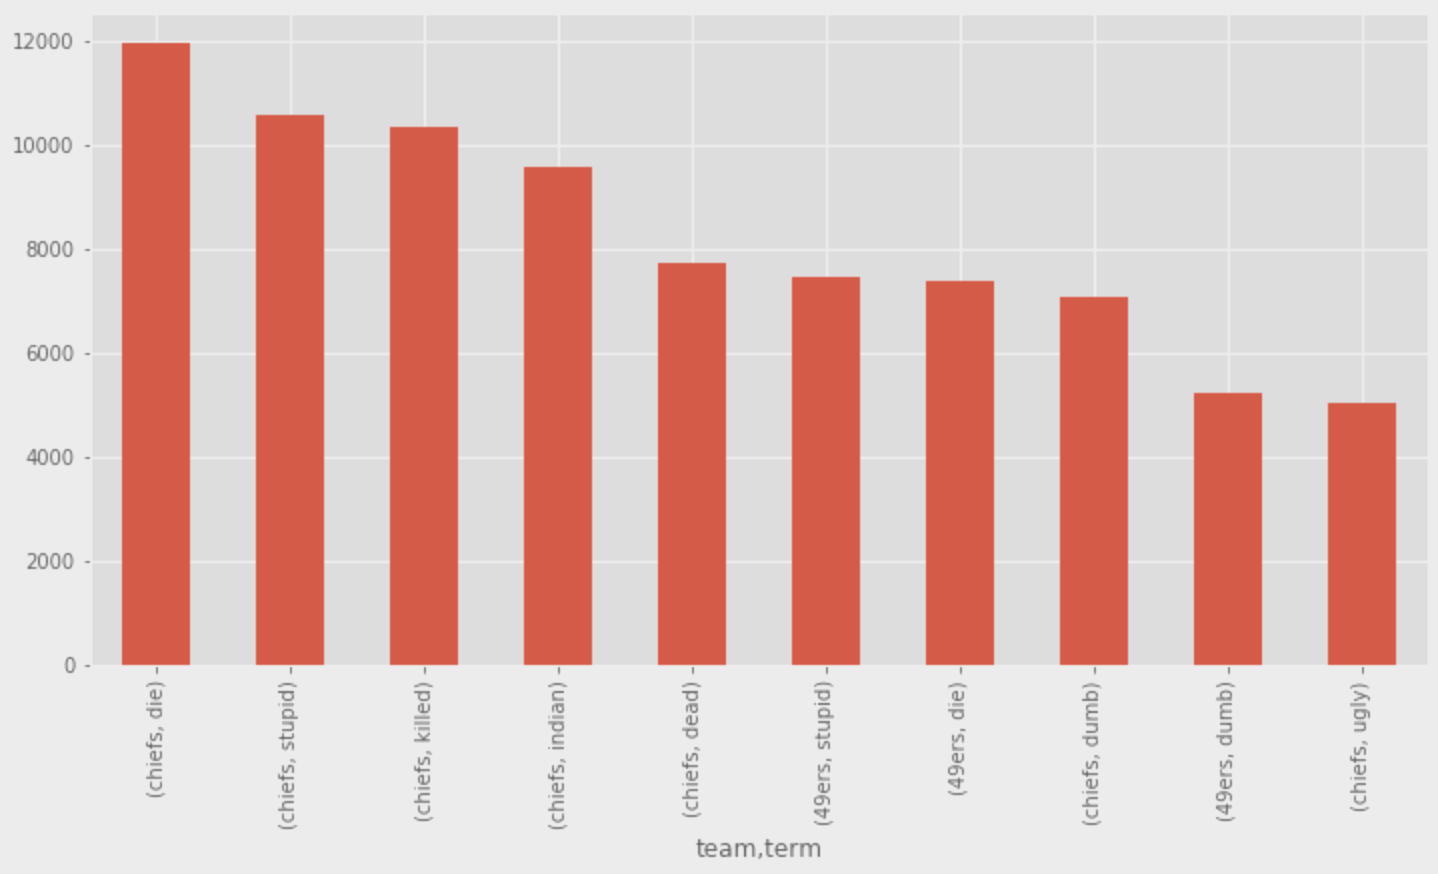 12000
10000
8000
6000
4000
2000
0
(chiefs, die)
(chiefs, stupid)
(chiefs, killed)
(chiefs, indian)
(chiefs, dead)
(49ers, stupid)
(49ers, die)
(chiefs, dumb)
(49ers, dumb)
(chiefs, ugly)
team,term